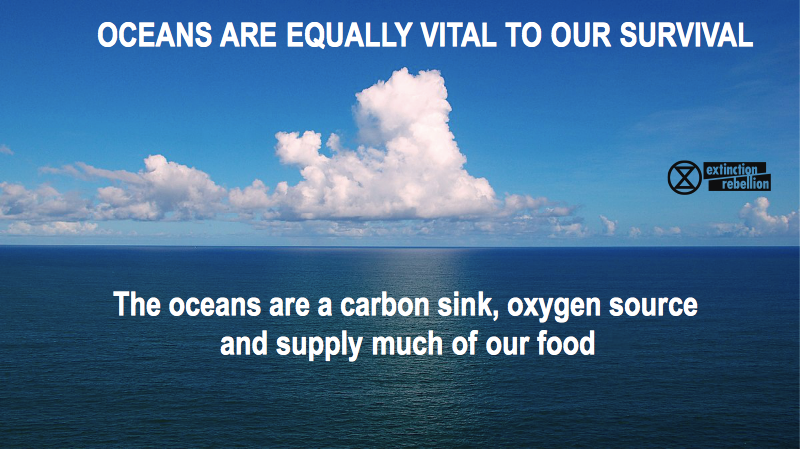 OCEANS ARE EQUALLY VITAL TO OUR SURVIVAL
extinction
rebellion
The oceans are a carbon sink, oxygen source
and supply much of our food